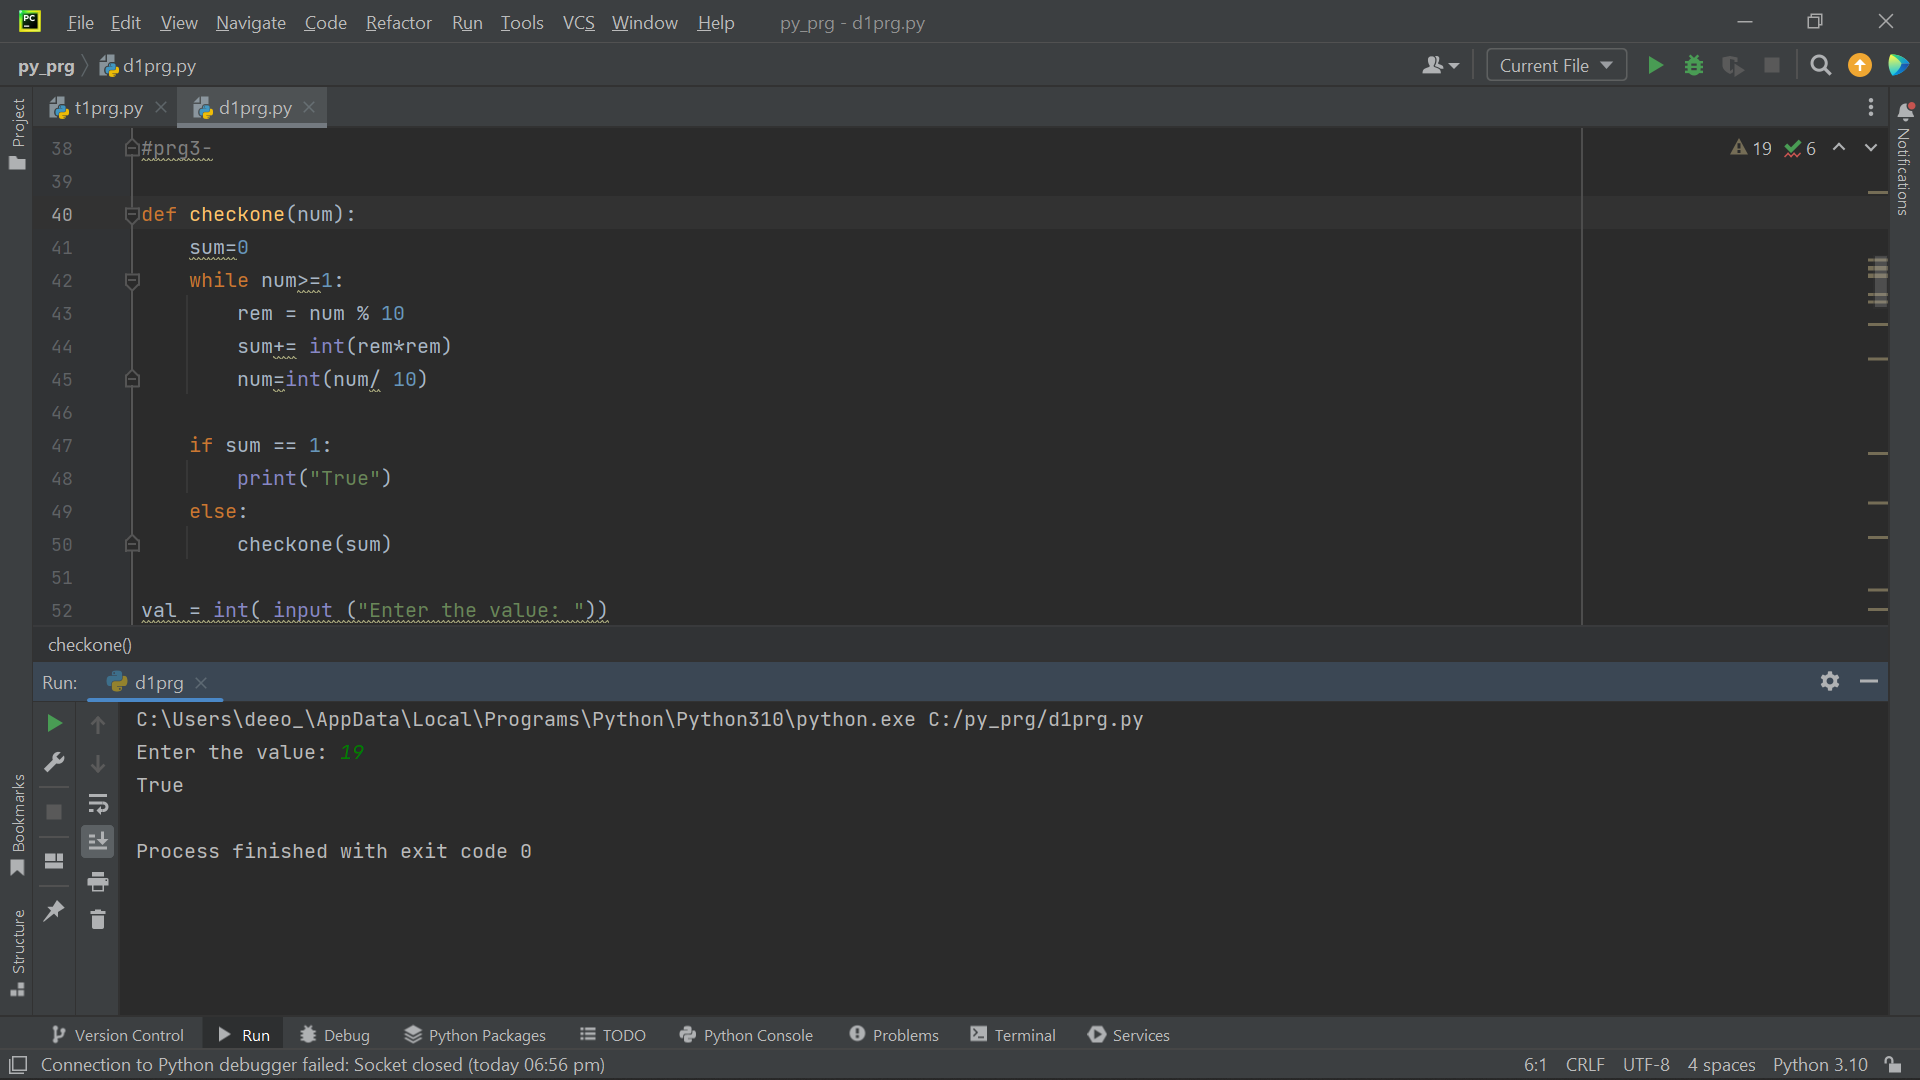 PC
File Edit View Navigate Code Refactor Run Tools VCS Window Help py_prg - d1prg.py
py_prg d1prg.py Current File
t1prg.py d1prg.py
Project
Notifications
19 6
38 #prg3-
39
40 def checkone(num):
41 sum=0
42 while num>=1:
43 rem = num % 10
44 sum+= int(rem*rem)
45 num=int(num/ 10)
46
47 if sum == 1:
48 print("True")
49 else:
50 checkone(sum)
51
52 val = int( input ("Enter the value: "))
checkone()
Run: d1prg
C:\Users\deeo_\AppData\Local\Programs\Python\Python310\python.exe C:/py_prg/d1prg.py
Enter the value: 19
True
Process finished with exit code 0
Bookmarks
Structure
Version Control Run Debug Python Packages TODO Python Console Problems Terminal Services
Connection to Python debugger failed: Socket closed (today 06:56 pm) 6:1 CRLF UTF-8 4 spaces Python 3.10